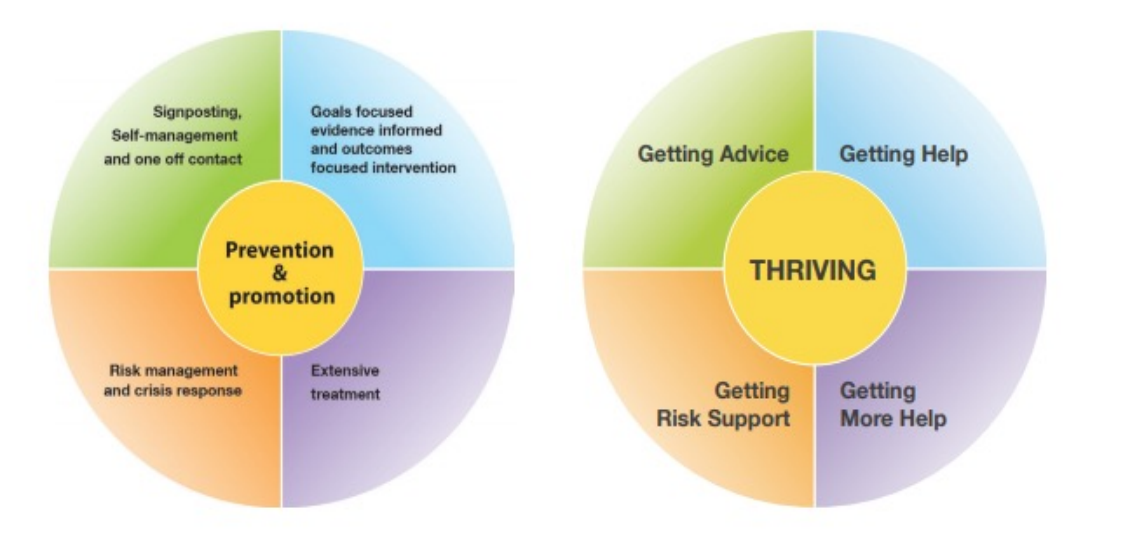 Signposting,
Self-management
and one off contact
Goals focused
evidence informed
and outcomes
focused intervention
Prevention
&
promotion
Risk management
and crisis response
Extensive
treatment
Getting Advice
Getting Help
THRIVING
Getting
Risk Support
Getting
More Help